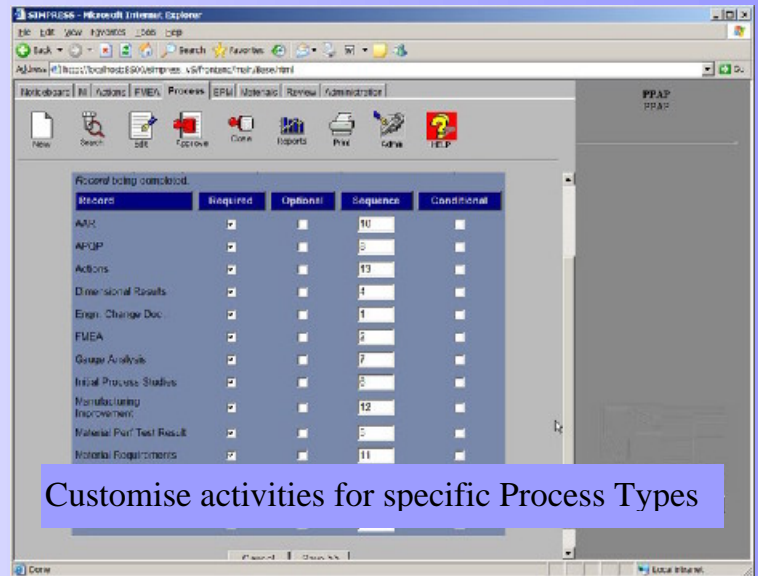 SIMPRESS - Microsoft Internet Explorer
File Edit View Favorites Tools Help
Back Search Favorites
Address Go
Noticeboard NI Actions FMEA Process EPM Materials Review Administration
New Search Edit Approve Close Reports Print Admin HELP
PPAP
PPAP
Record being completed.
Record Required Optional Sequence Conditional
AAR 10
APQP
Actions 13
Dimensional Results 4
Engn. Change Doc. 1
FMEA 2
Gauge Analysis 7
Initial Process Studies
Manufacturing
Improvement 12
Material Perf Test Result
Material Requirements 11
Customise activities for specific Process Types
Cancel Save >>
Done Local intranet